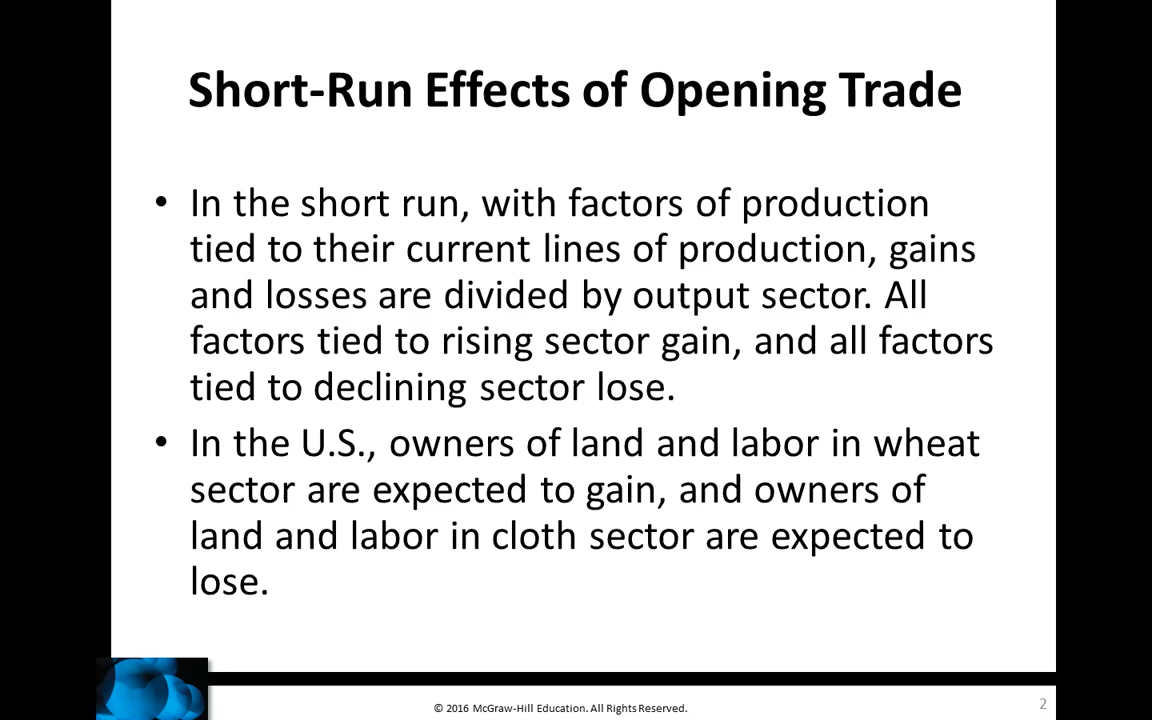 Short-Run Effects of Opening Trade
• In the short run, with factors of production
tied to their current lines of production, gains
and losses are divided by output sector. All
factors tied to rising sector gain, and all factors
tied to declining sector lose.
• In the U.S., owners of land and labor in wheat
sector are expected to gain, and owners of
land and labor in cloth sector are expected to
lose.
© 2016 McGraw-Hill Education. All Rights Reserved.
2